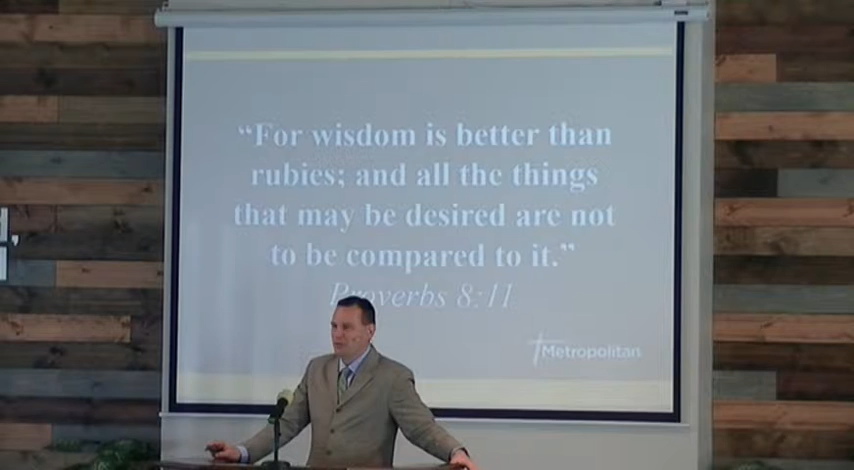 “For wisdom is better than
rubies; and all the things
that may be desired are not
to be compared to it.”
Proverbs 8:11
Metropolitan